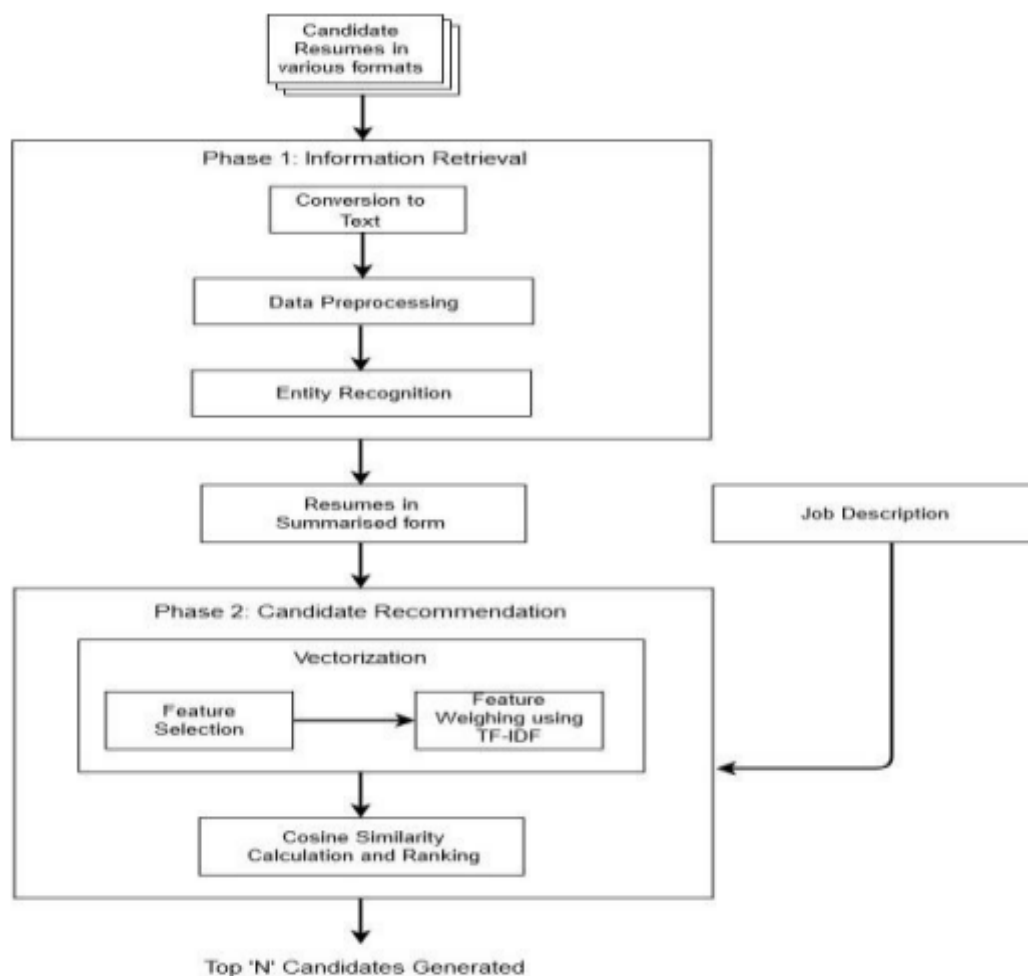 Candidate
Resumes in
various formats
Phase 1: Information Retrieval
Conversion to
Text
Data Preprocessing
Entity Recognition
Resumes in
Summarised form
Job Description
Phase 2: Candidate Recommendation
Vectorization
Feature
Selection
Feature
Weighing using
TF-IDF
Cosine Similarity
Calculation and Ranking
Top 'N' Candidates Generated